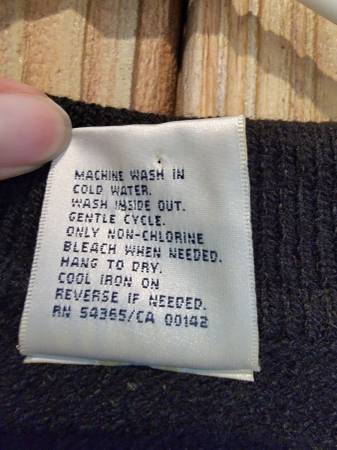 MACHINE WASH IN
COLD WATER.
WASH INSIDE OUT.
GENTLE CYCLE.
ONLY NON-CHLORINE
BLEACH WHEN NEEDED.
HANG TO DRY.
COOL IRON ON
REVERSE IF NEEDED.
RN 54365/CA 00142